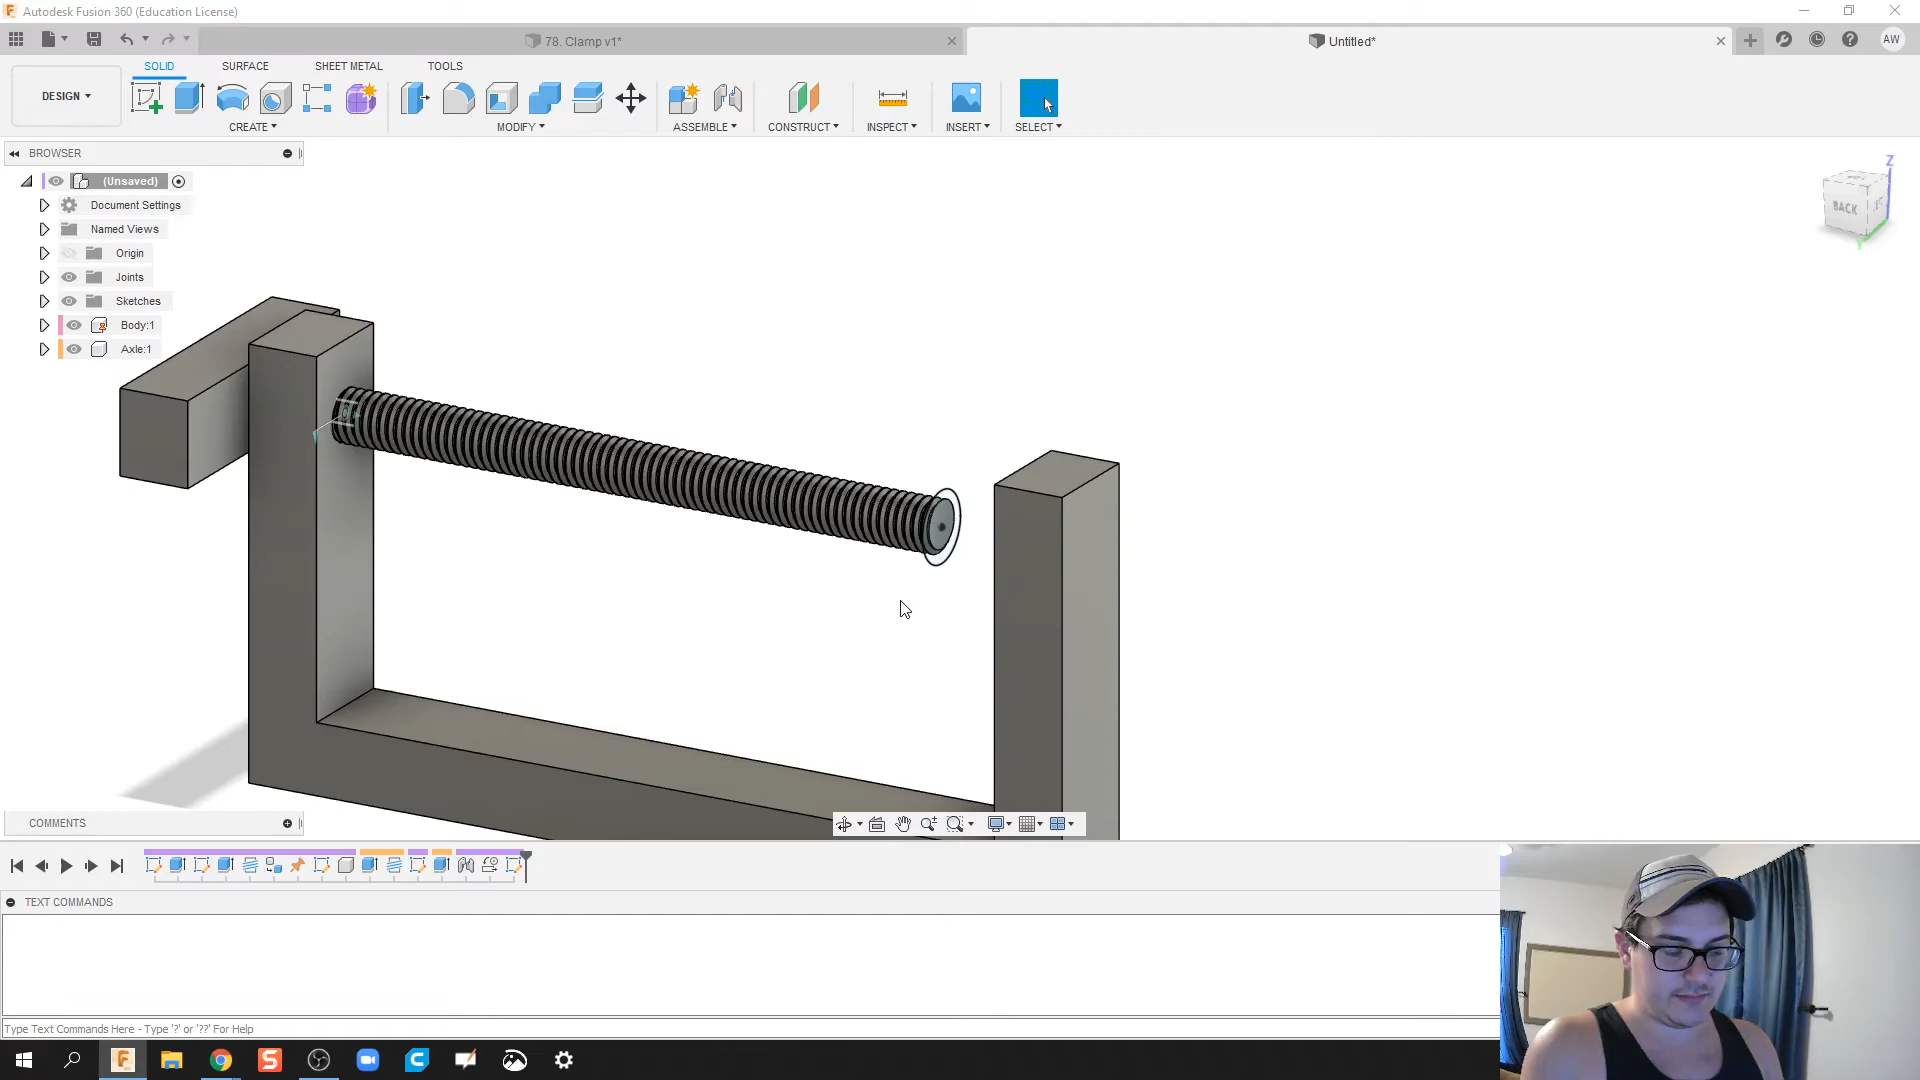 Autodesk Fusion 360 (Education License)
78. Clamp v1*
Untitled*
AW
DESIGN
SOLID
SURFACE
SHEET METAL
TOOLS
CREATE
MODIFY
ASSEMBLE
CONSTRUCT
INSPECT
INSERT
SELECT
BROWSER
(Unsaved)
Document Settings
Named Views
Origin
Joints
Sketches
Body:1
Axle:1
Z
BACK
Y
COMMENTS
TEXT COMMANDS
Type Text Commands Here - Type '?' or '??' For Help